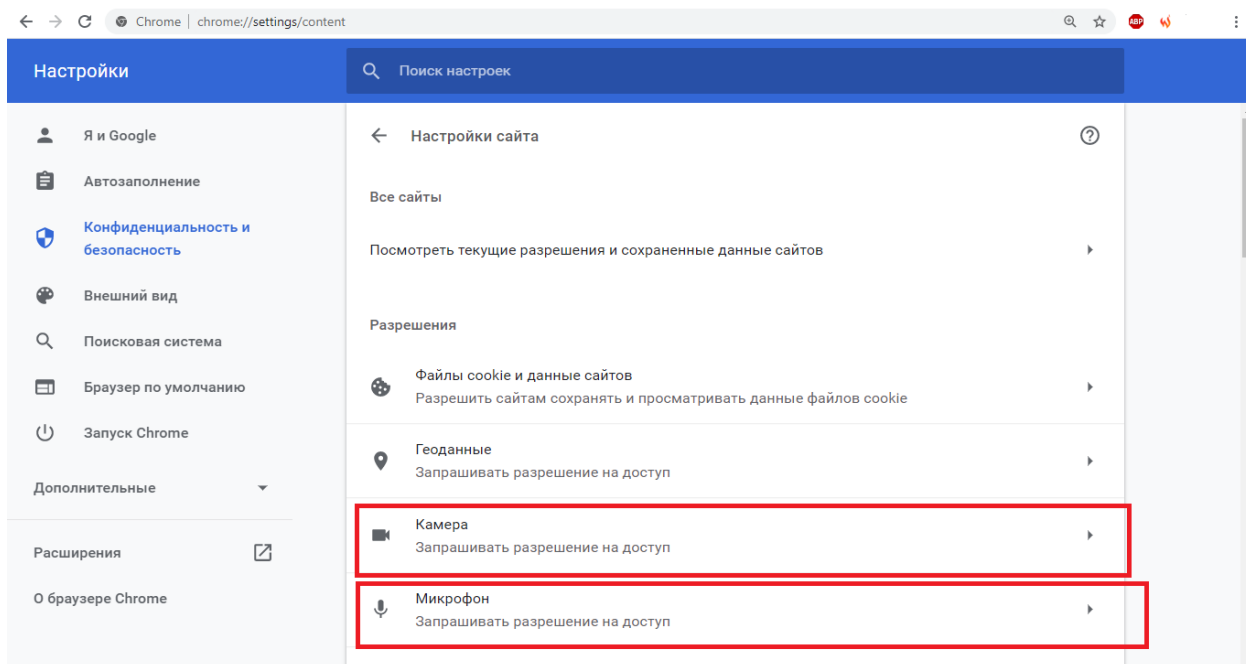 Chrome | chrome://settings/content
ABP
Настройки
Поиск настроек
Я и Google
Автозаполнение
Конфиденциальность и
безопасность
Внешний вид
Поисковая система
Браузер по умолчанию
Запуск Chrome
Дополнительные
Расширения
О браузере Chrome
Настройки сайта
Все сайты
Посмотреть текущие разрешения и сохраненные данные сайтов
Разрешения
Файлы cookie и данные сайтов
Разрешить сайтам сохранять и просматривать данные файлов cookie
Геоданные
Запрашивать разрешение на доступ
Камера
Запрашивать разрешение на доступ
Микрофон
Запрашивать разрешение на доступ